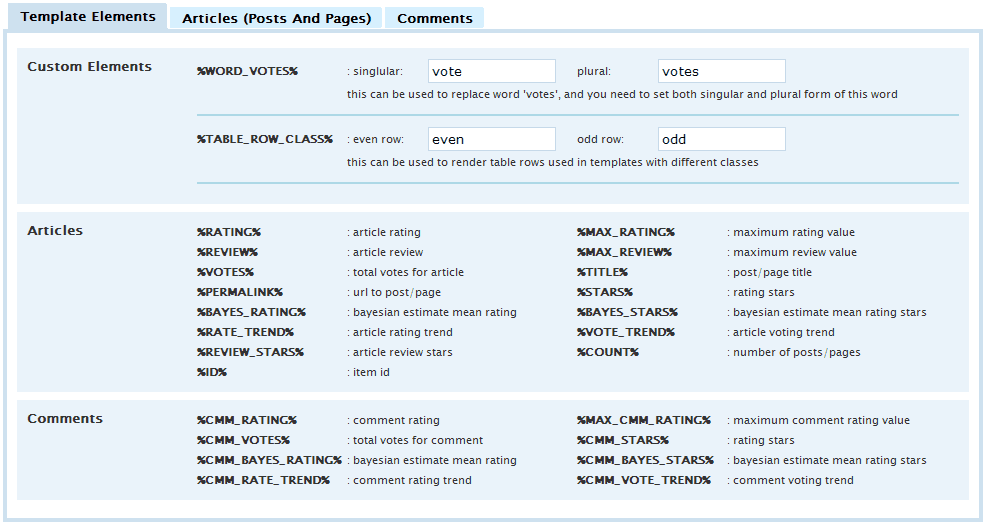 Template Elements Articles (Posts And Pages) Comments
Custom Elements %WORD_VOTES% : singlular: vote plural: votes
this can be used to replace word 'votes', and you need to set both singular and plural form of this word
%TABLE_ROW_CLASS% : even row: even odd row: odd
this can be used to render table rows used in templates with different classes
Articles %RATING% : article rating %MAX_RATING% : maximum rating value
%REVIEW% : article review %MAX_REVIEW% : maximum review value
%VOTES% : total votes for article %TITLE% : post/page title
%PERMALINK% : url to post/page %STARS% : rating stars
%BAYES_RATING% : bayesian estimate mean rating %BAYES_STARS% : bayesian estimate mean rating stars
%RATE_TREND% : article rating trend %VOTE_TREND% : article voting trend
%REVIEW_STARS% : article review stars %COUNT% : number of posts/pages
%ID% : item id
Comments %CMM_RATING% : comment rating %MAX_CMM_RATING% : maximum comment rating value
%CMM_VOTES% : total votes for comment %CMM_STARS% : rating stars
%CMM_BAYES_RATING% : bayesian estimate mean rating %CMM_BAYES_STARS% : bayesian estimate mean rating stars
%CMM_RATE_TREND% : comment rating trend %CMM_VOTE_TREND% : comment voting trend